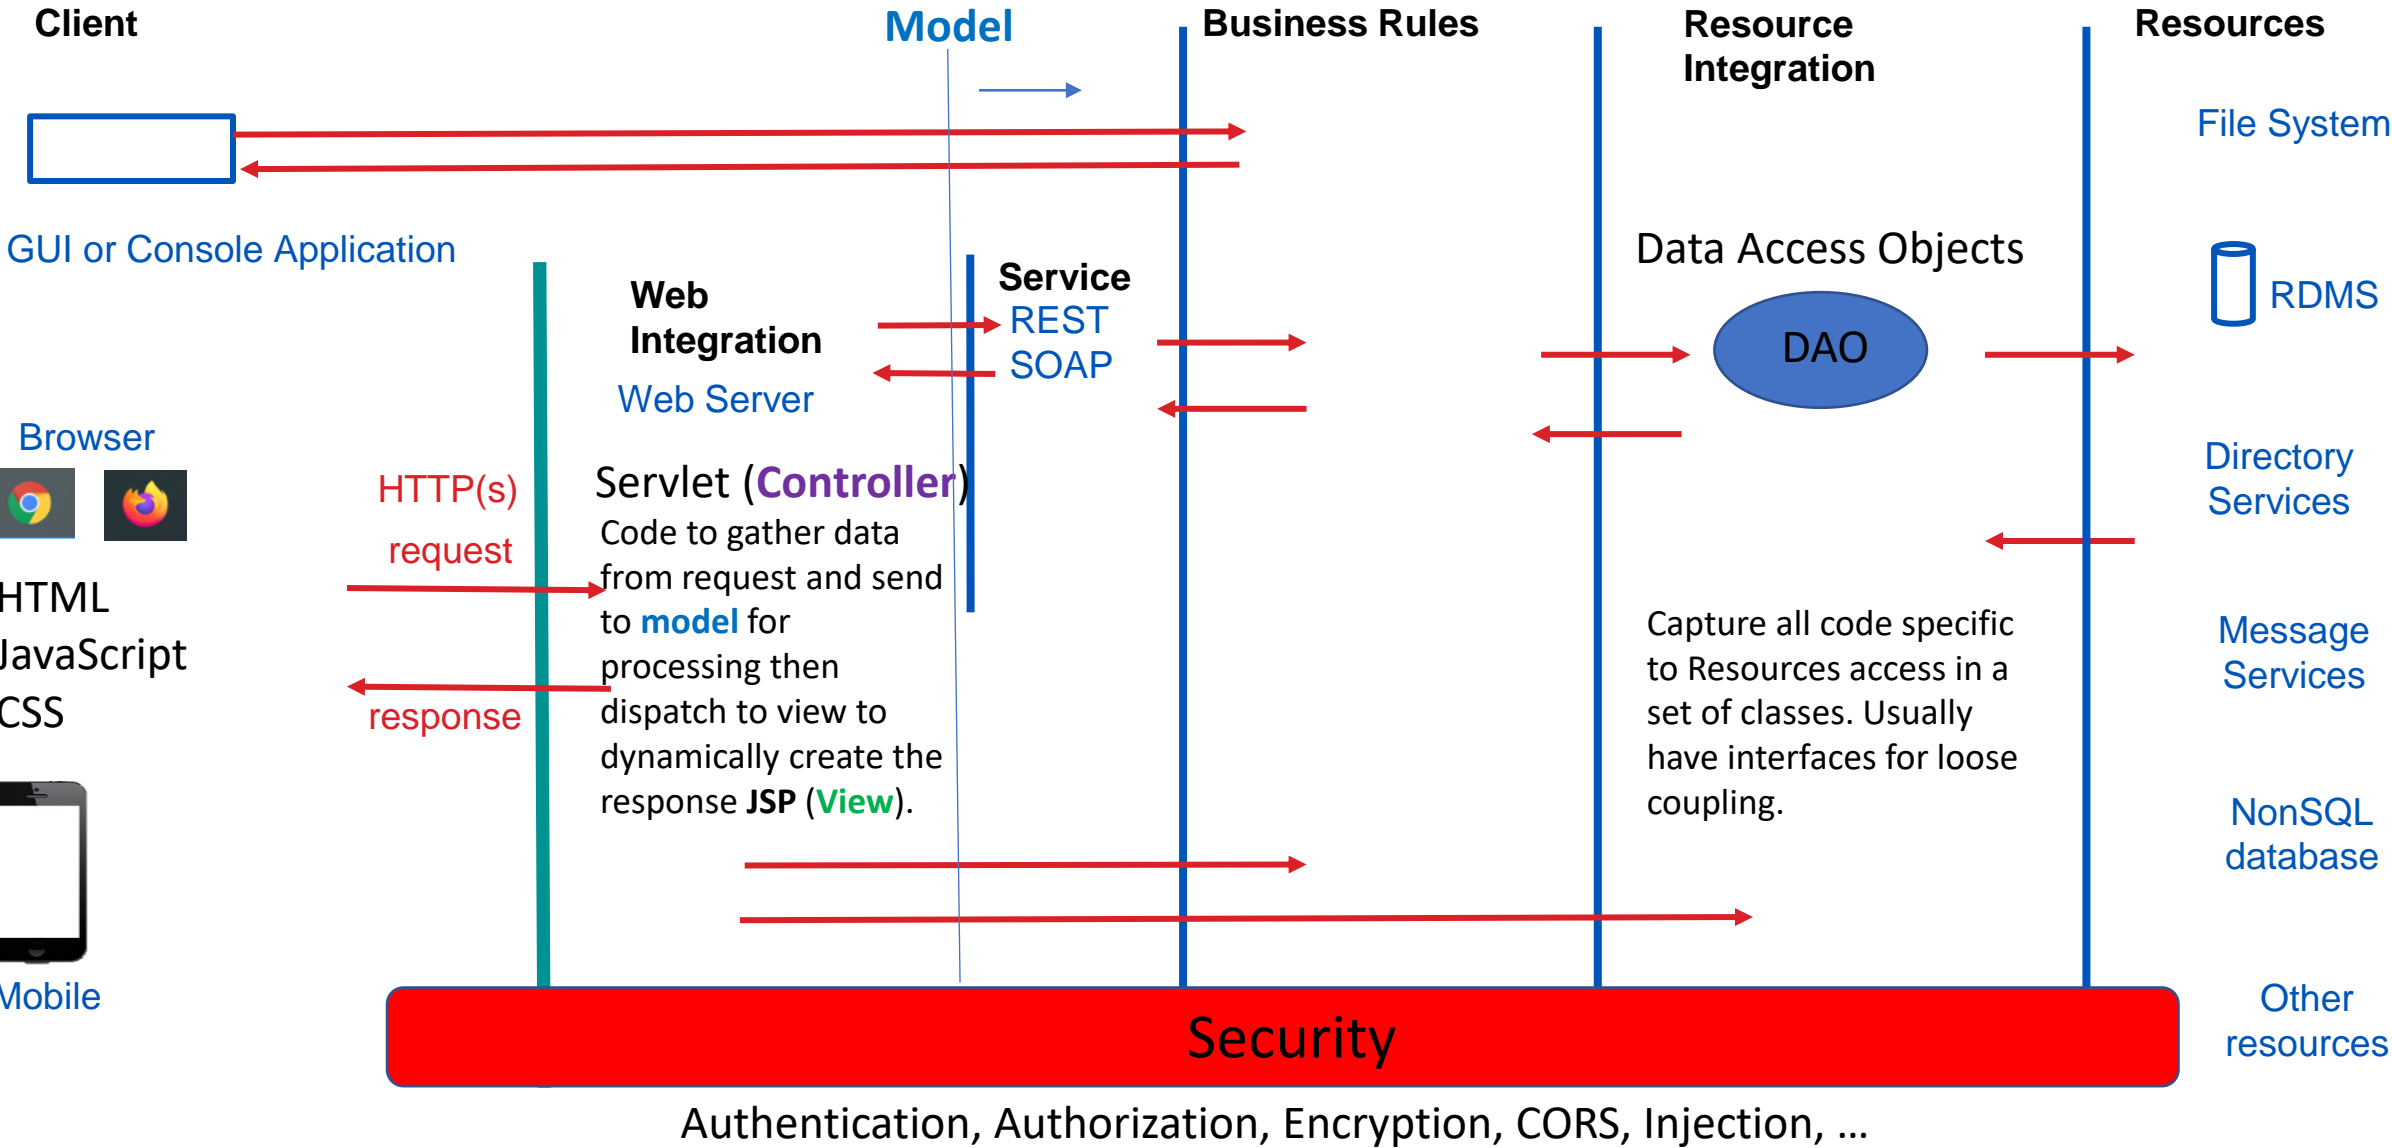 Client
Model
Business Rules
Resource
Integration
Resources
File System
GUI or Console Application
Data Access Objects
Web
Integration
Web Server
Service
REST
SOAP
DAO
RDMS
Browser
HTTP(s)
request
response
Servlet (Controller)
Code to gather data
from request and send
to model for
processing then
dispatch to view to
dynamically create the
response JSP (View).
Directory
Services
HTML
JavaScript
CSS
Capture all code specific
to Resources access in a
set of classes. Usually
have interfaces for loose
coupling.
Message
Services
NonSQL
database
Mobile
Other
resources
Security
Authentication, Authorization, Encryption, CORS, Injection, ...